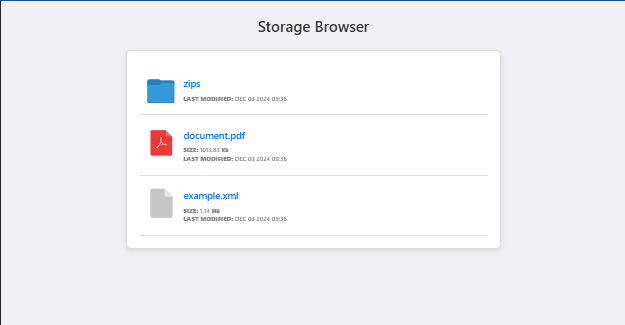 Storage Browser
zips
LAST MODIFIED: DEC 03 2024 09:36
document.pdf
SIZE: 1013.83 Kb
LAST MODIFIED: DEC 03 2024 09:36
example.xml
SIZE: 1.14 Mb
LAST MODIFIED: DEC 03 2024 09:36